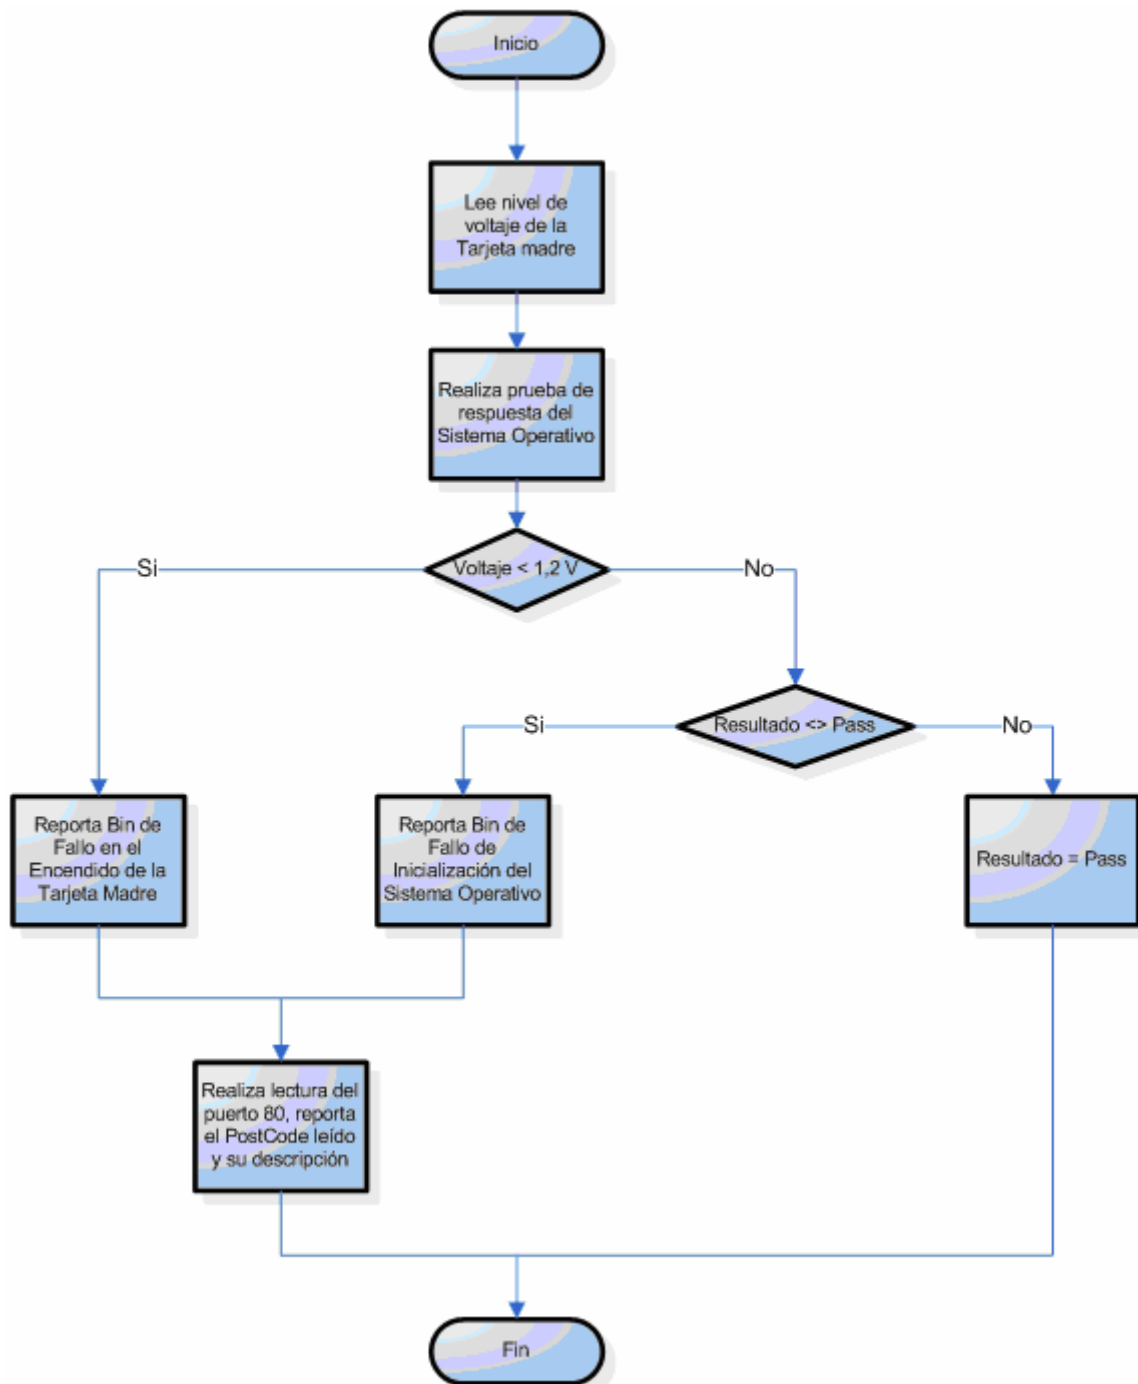 Inicio
Lee nivel de
voltaje de la
Tarjeta madre
Realiza prueba de
respuesta del
Sistema Operativo
Voltaje < 1,2 V
Si
No
Resultado <> Pass
Si
No
Reporta Bin de
Fallo en el
Encendido de la
Tarjeta Madre
Reporta Bin de
Fallo de
Inicialización del
Sistema Operativo
Resultado = Pass
Realiza lectura del
puerto 80, reporta
el PostCode leído
y su descripción
Fin